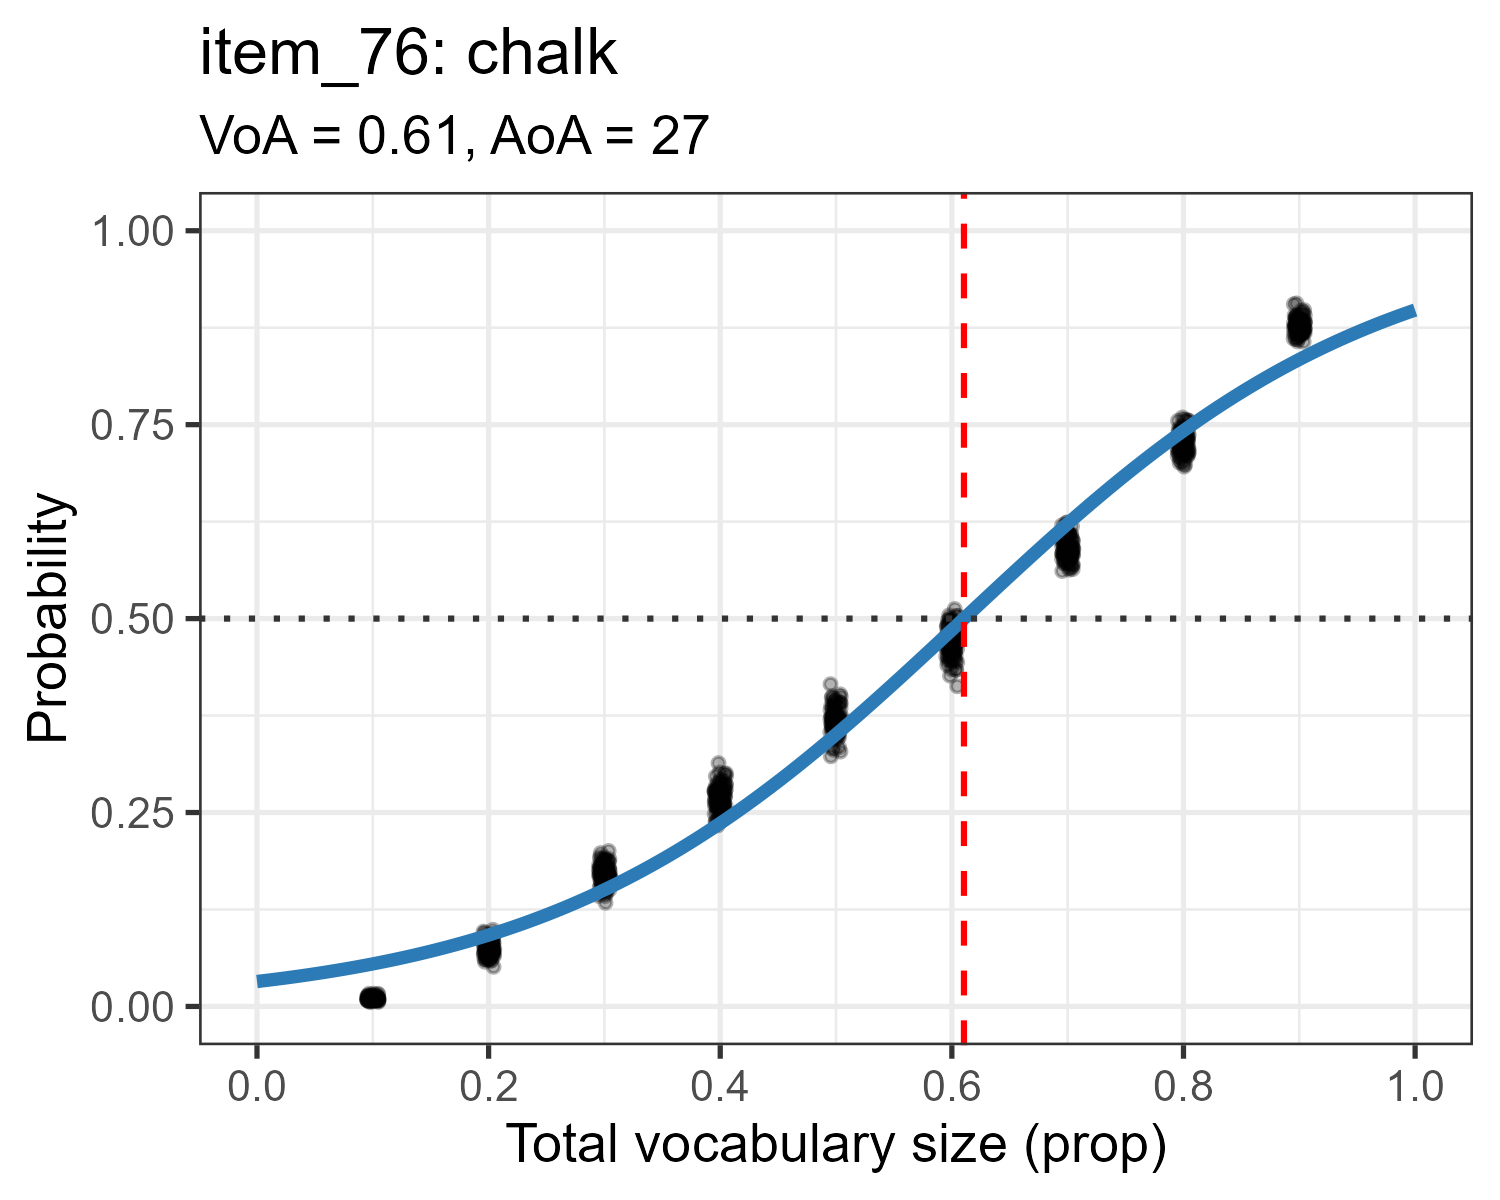 item_76: chalk
VoA = 0.61, AoA = 27
1.00
0.75
0.50
0.25
0.00
Probability
0.0 0.2 0.4 0.6 0.8 1.0
Total vocabulary size (prop)